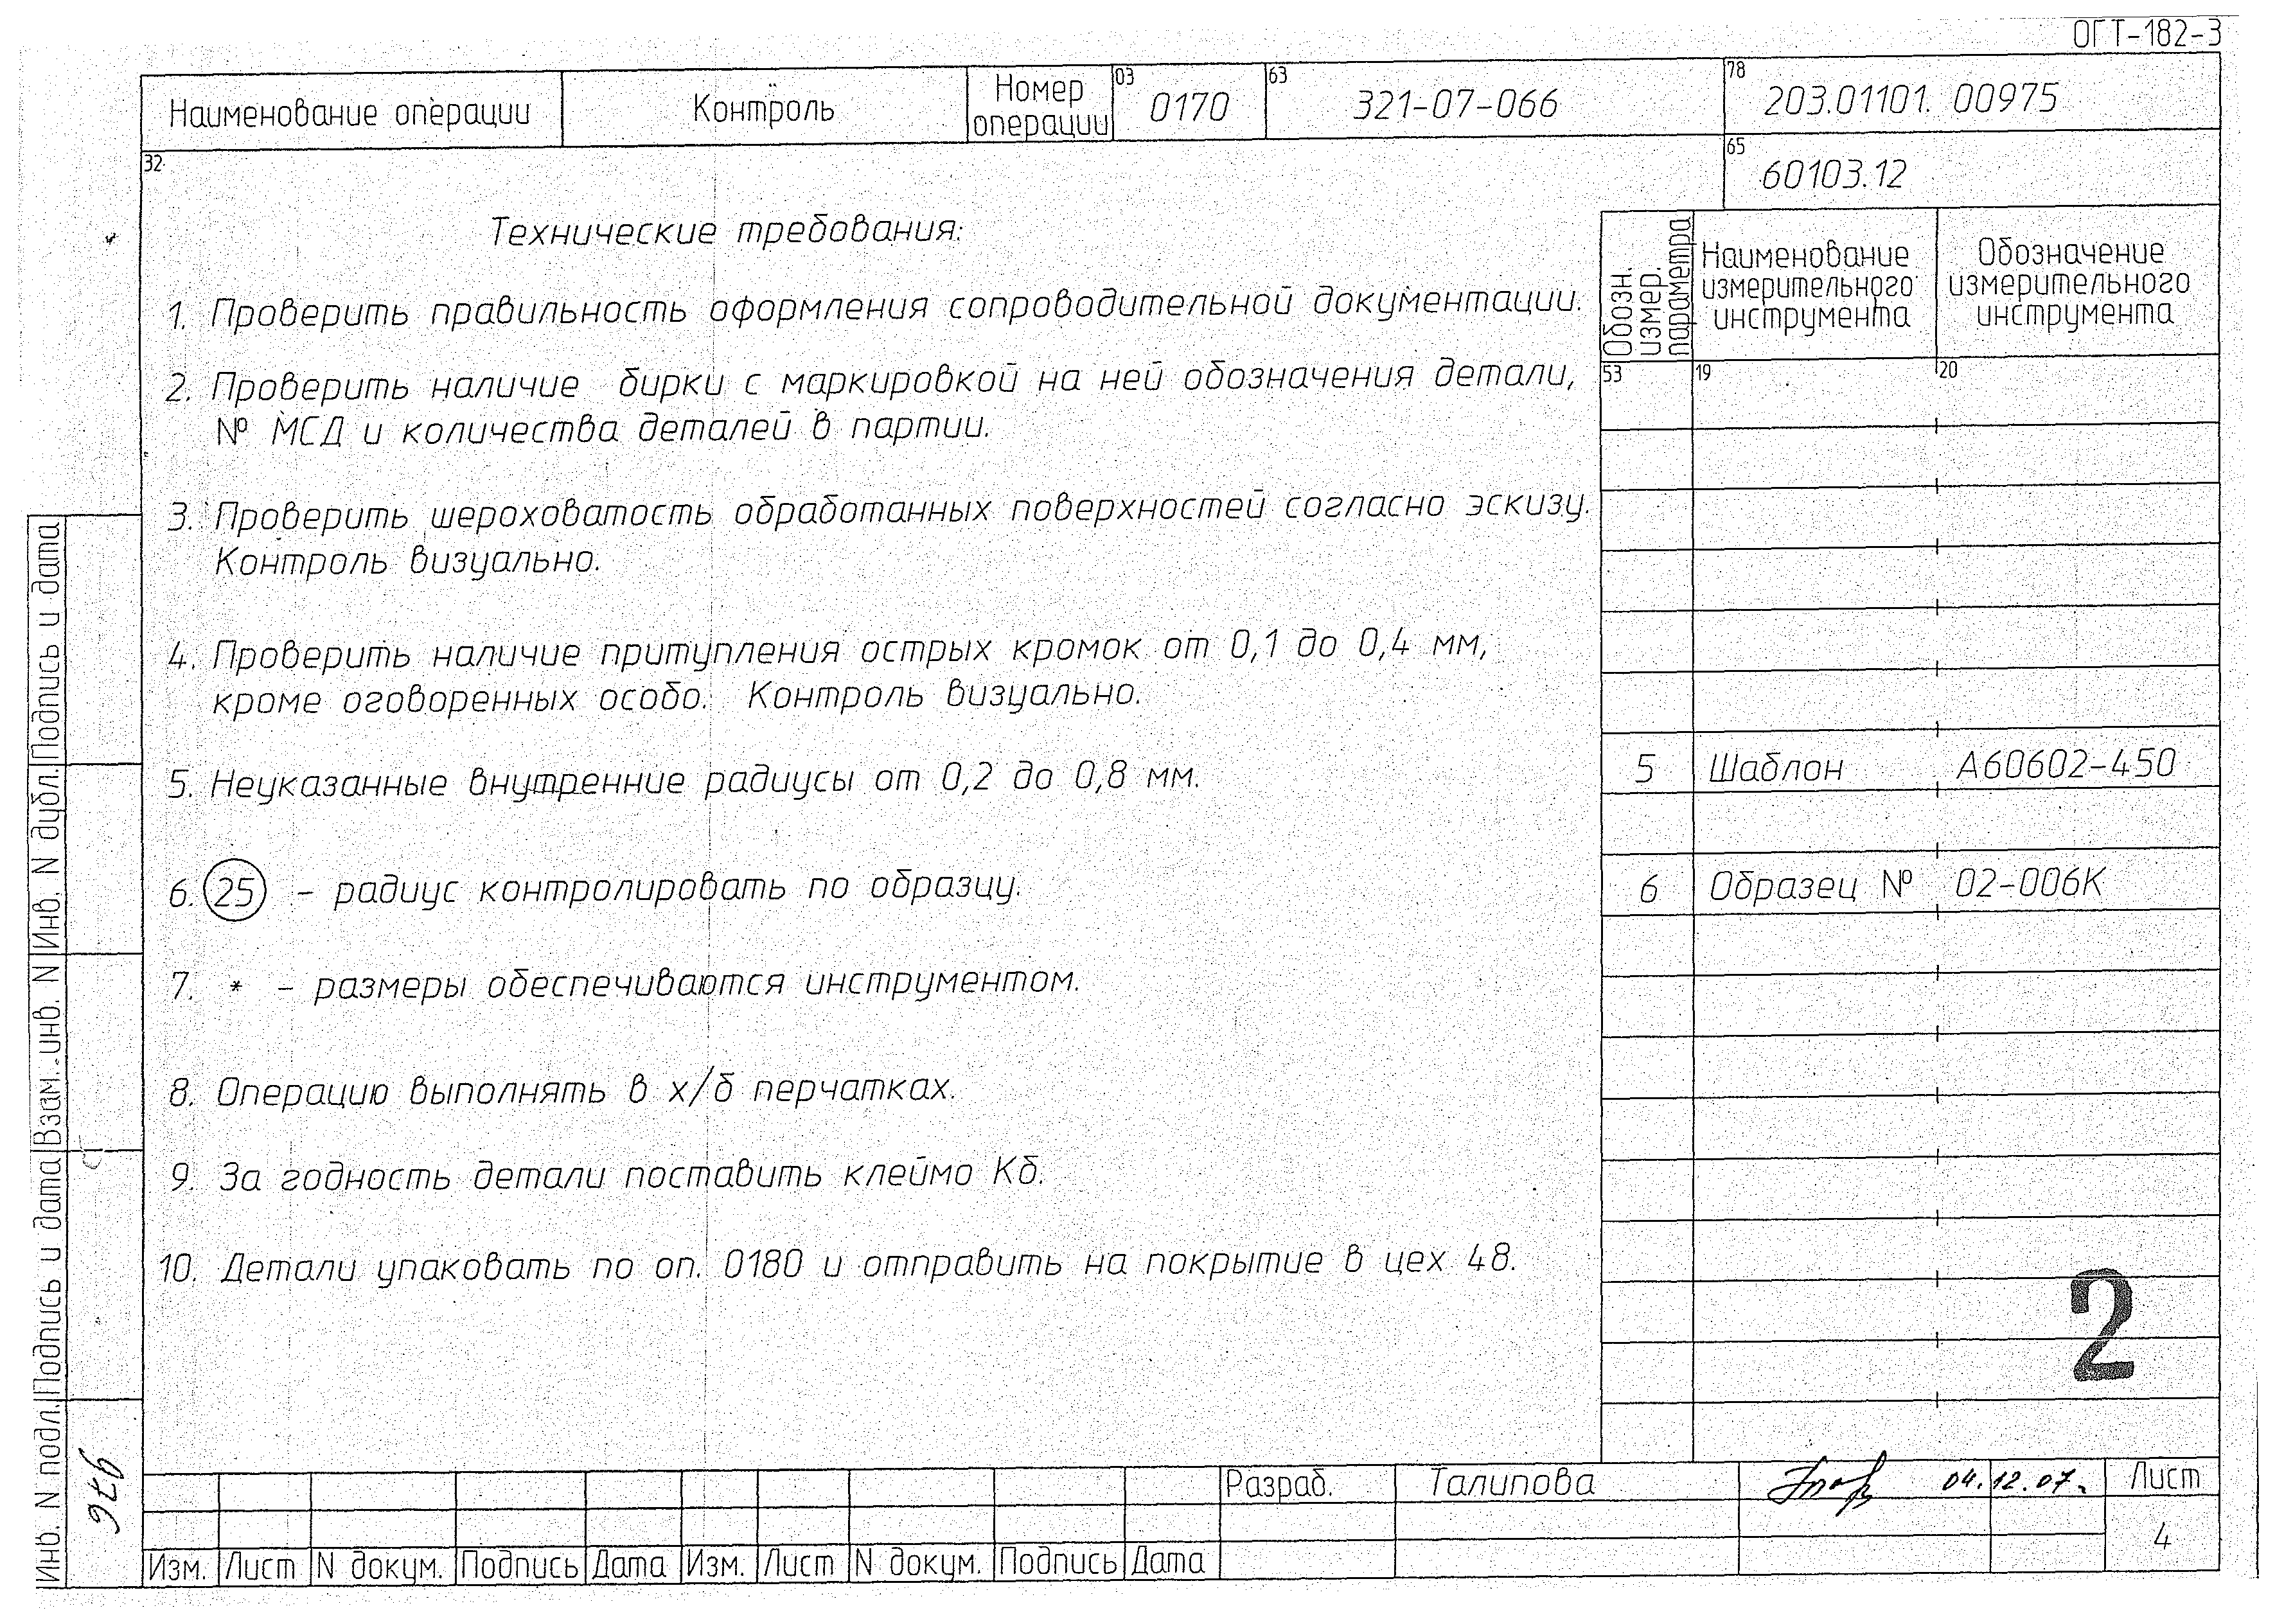 ОГТ-182-3
Наименование операции
Контроль
Номер
операции
03
0170
63
321-07-066
78
203.01101. 00975
65
60103.12
32
Технические требования:
1. Проверить правильность оформления сопроводительной документации.
2. Проверить наличие бирки с маркировкой на ней обозначения детали,
№ МСД и количества деталей в партии.
3. Проверить шероховатость обработанных поверхностей согласно эскизу.
Контроль визуально.
4. Проверить наличие притупления острых кромок от 0,1 до 0,4 мм,
кроме оговоренных особо. Контроль визуально.
5. Неуказанные внутренние радиусы от 0,2 до 0,8 мм.
6. 25 – радиус контролировать по образцу.
7. * – размеры обеспечиваются инструментом.
8. Операцию выполнять в х/б перчатках.
9. За годность детали поставить клеймо Кб.
10. Детали упаковать по оп. 0180 и отправить на покрытие в цех 48.
Обозн.
измер.
параметра
Наименование
измерительного
инструмента
Обозначение
измерительного
инструмента
53
19
20
5 Шаблон А60602-450
6 Образец № 02-006К
2
Подпись и дата
Инв. N дубл.
Взам. инв. N
Подпись и дата
Инв. N подл.
976
Разраб.
Талипова
04.12.07.
Лист
4
Изм. Лист N докум. Подпись Дата Изм. Лист N докум. Подпись Дата